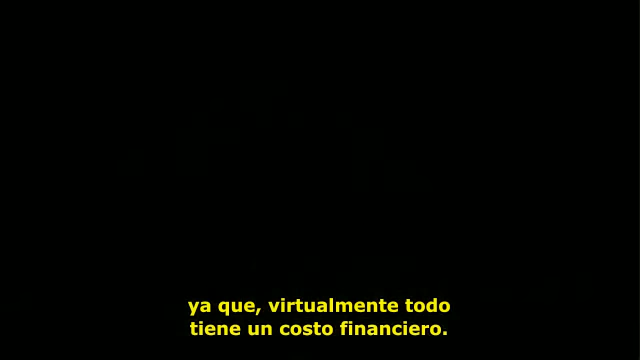 ya que, virtualmente todo
tiene un costo financiero.